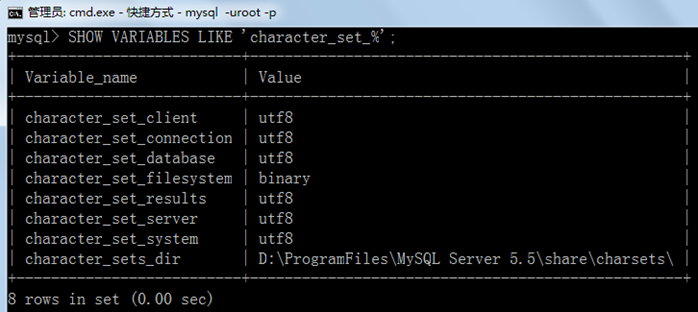 管理员: cmd.exe - 快捷方式 - mysql  -uroot -p
mysql> SHOW VARIABLES LIKE 'character_set_%';
+--------------------------+------------------------------------------------+
| Variable_name            | Value                                          |
+--------------------------+------------------------------------------------+
| character_set_client     | utf8                                           |
| character_set_connection | utf8                                           |
| character_set_database   | utf8                                           |
| character_set_filesystem | binary                                         |
| character_set_results    | utf8                                           |
| character_set_server     | utf8                                           |
| character_set_system     | utf8                                           |
| character_sets_dir       | D:\ProgramFiles\MySQL Server 5.5\share\charsets\ |
+--------------------------+------------------------------------------------+
8 rows in set (0.00 sec)